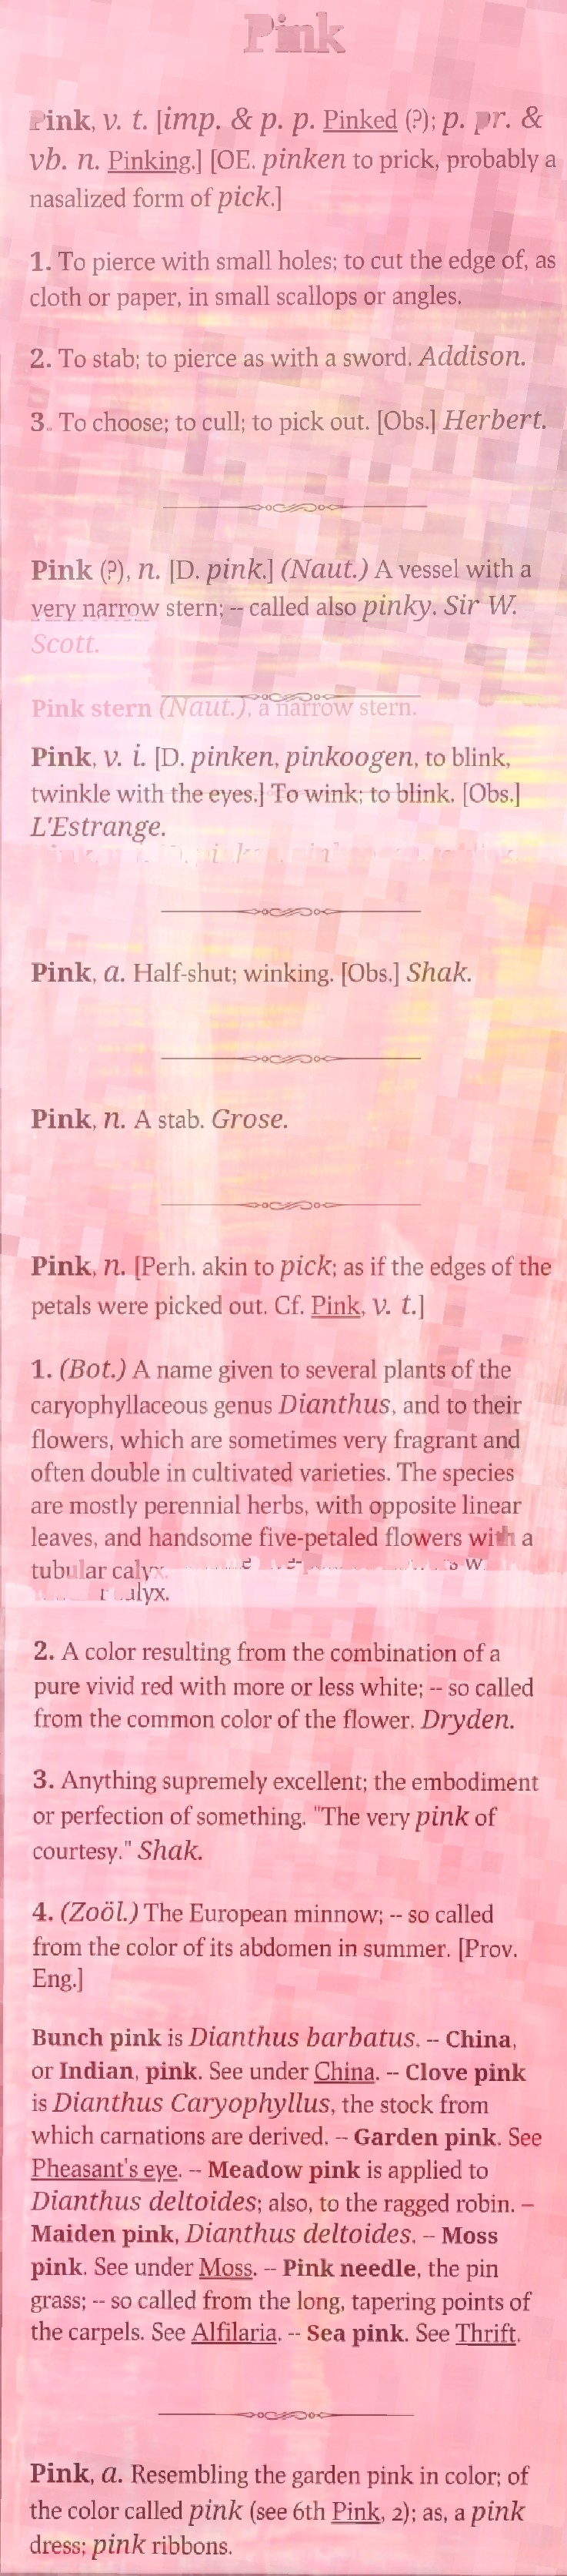 Pink
Pink, v. t. [imp. & p. p. Pinked (?); p. pr. &
vb. n. Pinking.] [OE. pinken to prick, probably a
nasalized form of pick.]
1. To pierce with small holes; to cut the edge of, as
cloth or paper, in small scallops or angles.
2. To stab; to pierce as with a sword. Addison.
3. To choose; to cull; to pick out. [Obs.] Herbert.
Pink (?), n. [D. pink.] (Naut.) A vessel with a
very narrow stern; -- called also pinky. Sir W.
Scott.
Pink stern (Naut.), a narrow stern.
Pink, v. i. [D. pinken, pinkoogen, to blink,
twinkle with the eyes.] To wink; to blink. [Obs.]
L'Estrange.
Pink, a. Half-shut; winking. [Obs.] Shak.
Pink, n. A stab. Grose.
Pink, n. [Perh. akin to pick; as if the edges of the
petals were picked out. Cf. Pink, v. t.]
1. (Bot.) A name given to several plants of the
caryophyllaceous genus Dianthus, and to their
flowers, which are sometimes very fragrant and
often double in cultivated varieties. The species
are mostly perennial herbs, with opposite linear
leaves, and handsome five-petaled flowers with a
tubular calyx.
2. A color resulting from the combination of a
pure vivid red with more or less white; -- so called
from the common color of the flower. Dryden.
3. Anything supremely excellent; the embodiment
or perfection of something. "The very pink of
courtesy." Shak.
4. (Zoöl.) The European minnow; -- so called
from the color of its abdomen in summer. [Prov.
Eng.]
Bunch pink is Dianthus barbatus. -- China,
or Indian, pink. See under China. -- Clove pink
is Dianthus Caryophyllus, the stock from
which carnations are derived. -- Garden pink. See
Pheasant's eye. -- Meadow pink is applied to
Dianthus deltoides; also, to the ragged robin. --
Maiden pink, Dianthus deltoides. -- Moss
pink. See under Moss. -- Pink needle, the pin
grass; -- so called from the long, tapering points of
the carpels. See Alfilaria. -- Sea pink. See Thrift.
Pink, a. Resembling the garden pink in color; of
the color called pink (see 6th Pink, 2); as, a pink
dress; pink ribbons.